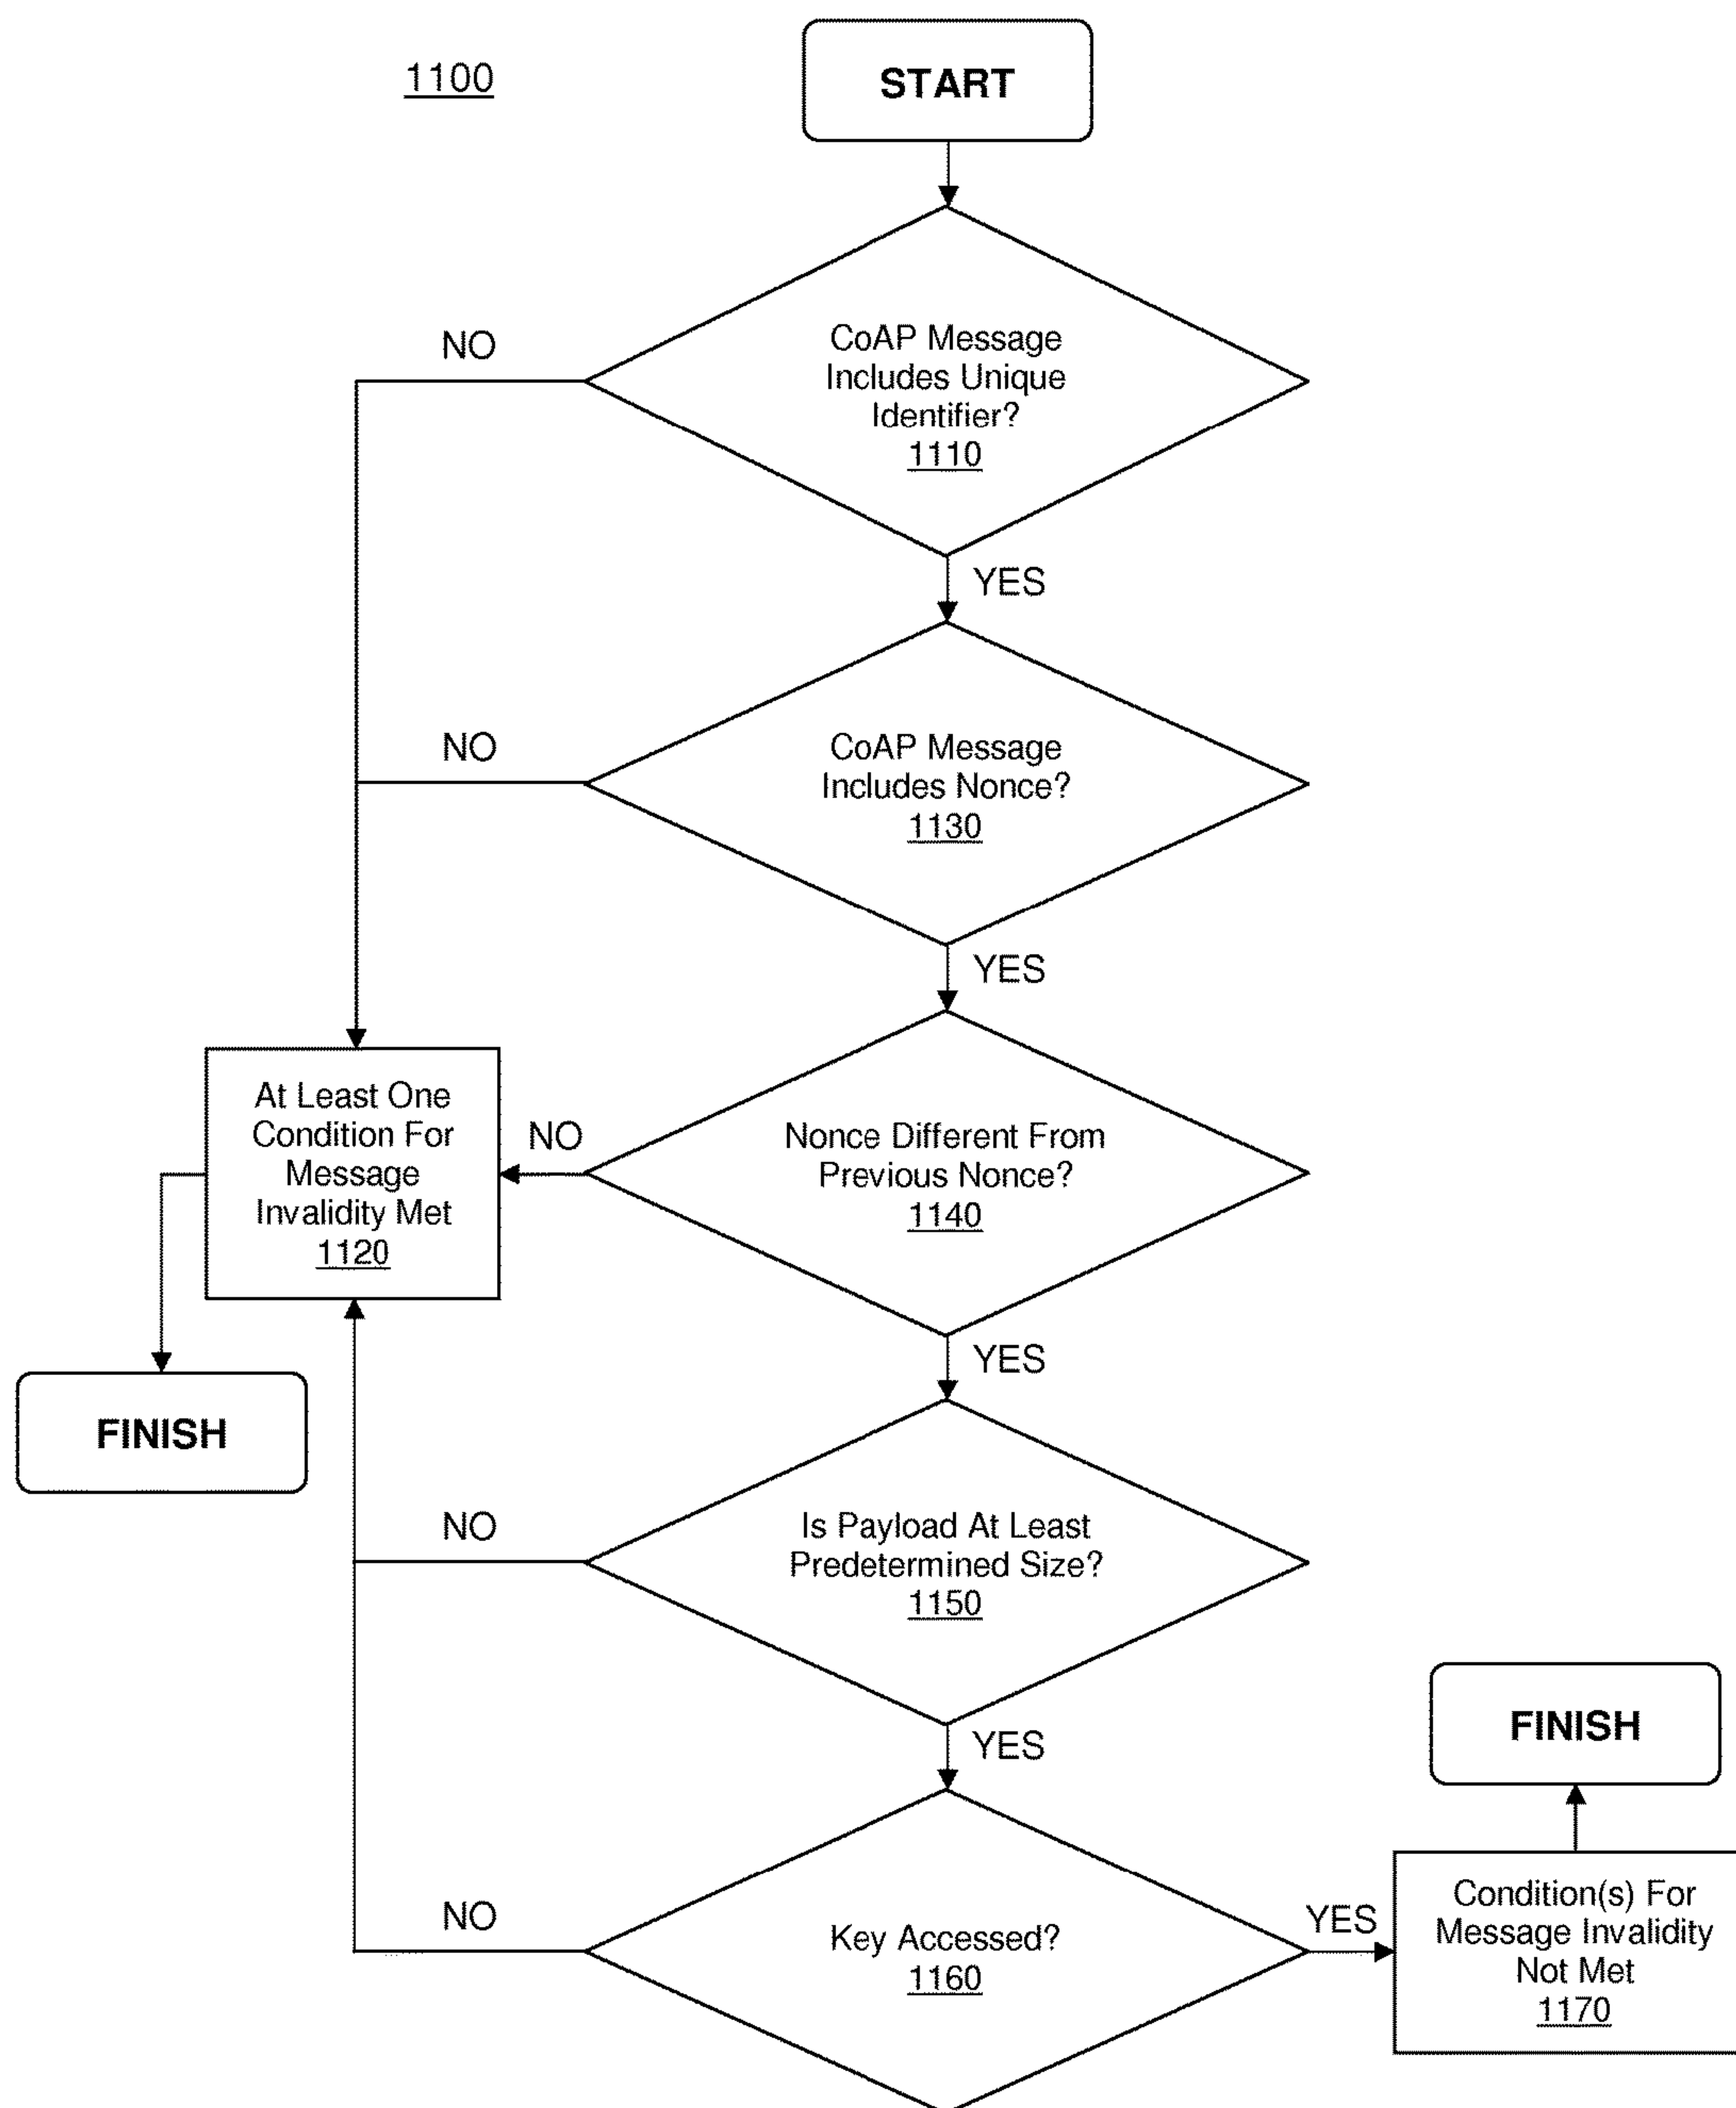 1100
START
CoAP Message
Includes Unique
Identifier?
1110
NO
YES
CoAP Message
Includes Nonce?
1130
NO
YES
At Least One
Condition For
Message
Invalidity Met
1120
NO
Nonce Different From
Previous Nonce?
1140
YES
FINISH
NO
Is Payload At Least
Predetermined Size?
1150
YES
FINISH
NO
Key Accessed?
1160
YES
Condition(s) For
Message Invalidity
Not Met
1170